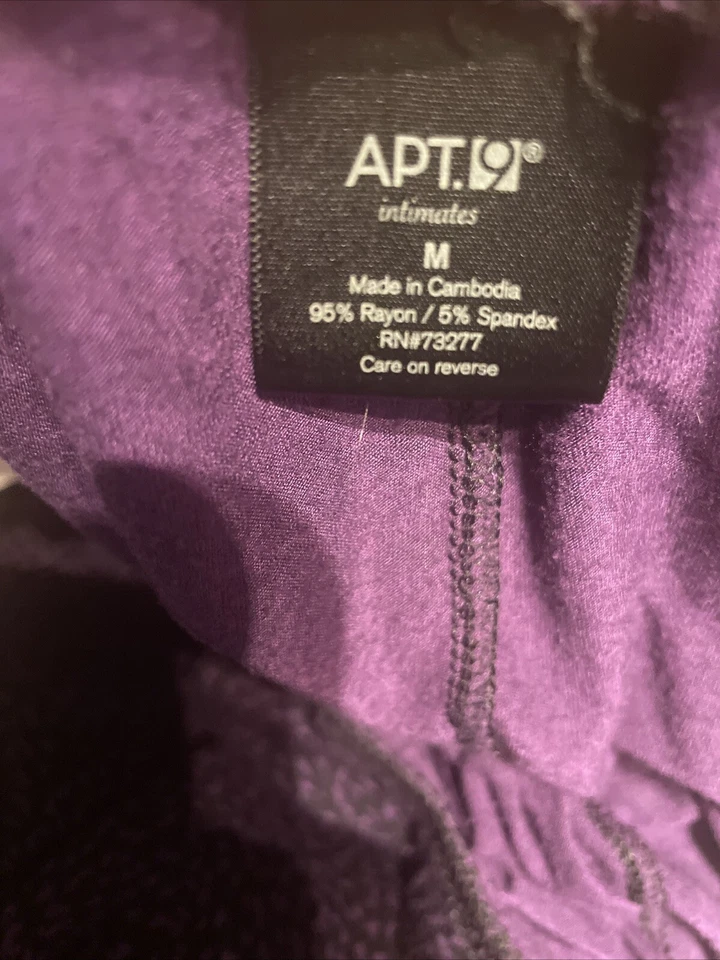 APT.9®
intimates
M
Made in Cambodia
95% Rayon / 5% Spandex
RN#73277
Care on reverse